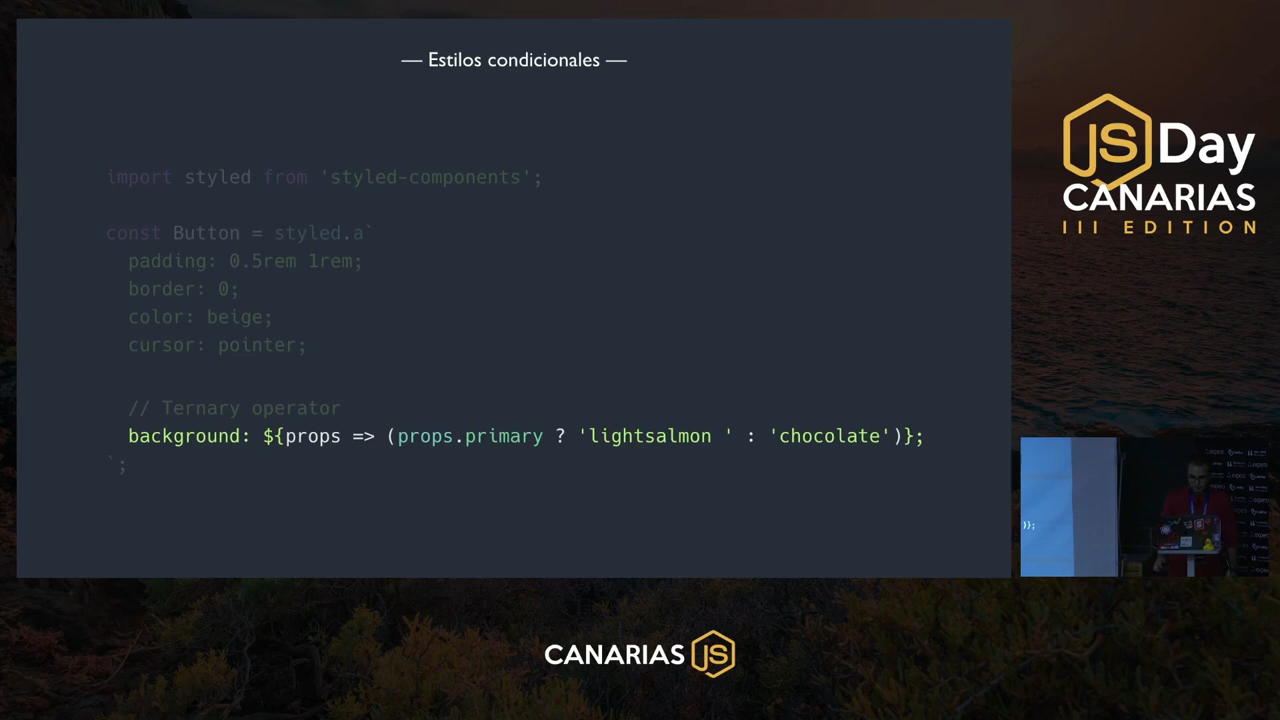 — Estilos condicionales —
import styled from 'styled-components';
const Button = styled.a`
padding: 0.5rem 1rem;
border: 0;
color: beige;
cursor: pointer;
// Ternary operator
background: ${props => (props.primary ? 'lightsalmon ' : 'chocolate')};
`;
JS Day
CANARIAS
III EDITION
)};
CANARIAS JS